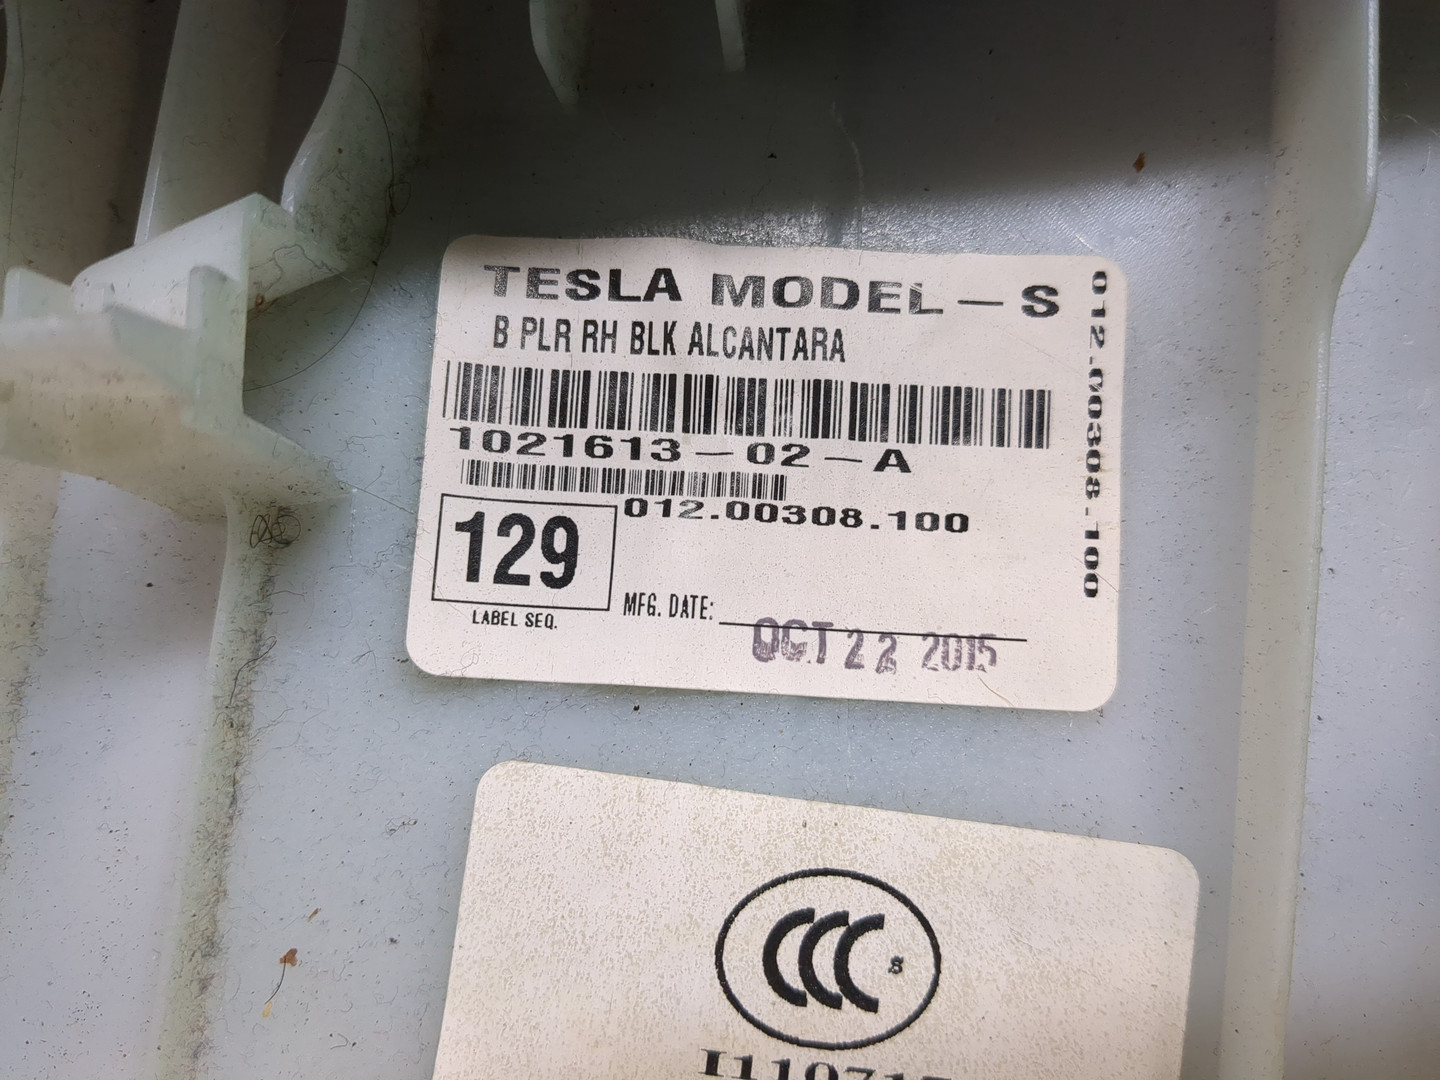 TESLA MODEL-S
B PLR RH BLK ALCANTARA
1021613-02-A
012.00308.100
129
LABEL SEQ.
MFG. DATE:
OCT 22 2015
012.00308.100
CCC S